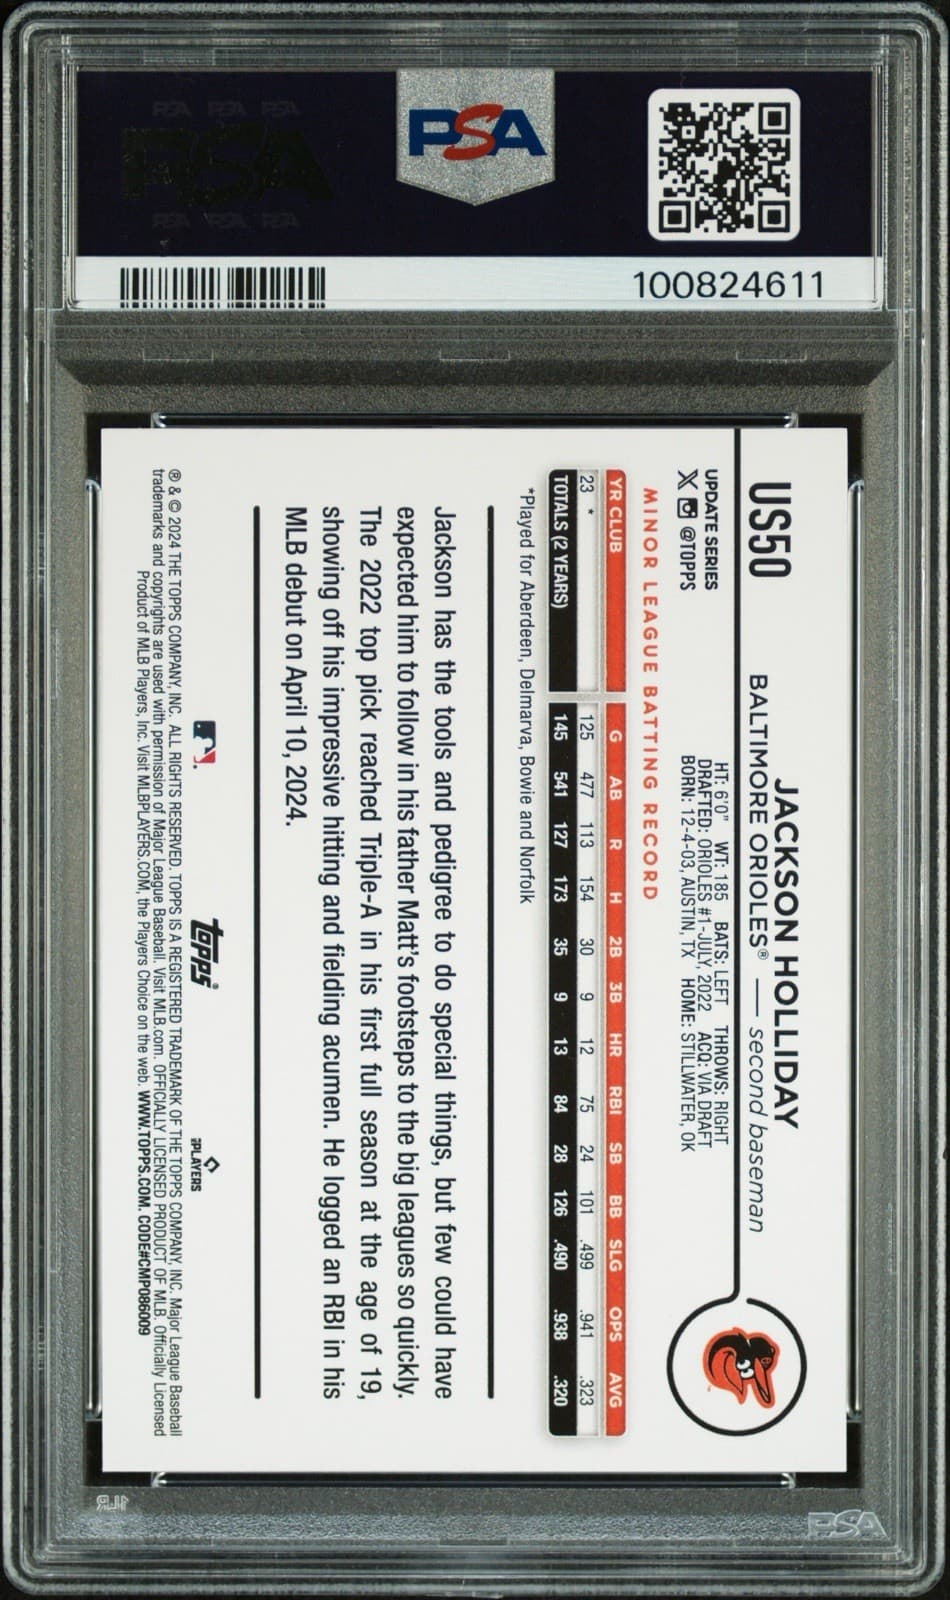 PSA
100824611
US50
JACKSON HOLLIDAY
BALTIMORE ORIOLES® — second baseman
UPDATE SERIES
@TOPPS
HT: 6'0" WT: 185 BATS: LEFT THROWS: RIGHT
DRAFTED: ORIOLES #1-JULY, 2022 ACQ: VIA DRAFT
BORN: 12-4-03, AUSTIN, TX HOME: STILLWATER, OK
MINOR LEAGUE BATTING RECORD
YR CLUB G AB R H 2B 3B HR RBI SB BB SLG OPS AVG
23 * 125 477 113 154 30 9 12 75 24 101 .499 .941 .323
TOTALS (2 YEARS) 145 541 127 173 35 9 13 84 28 126 .490 .938 .320
*Played for Aberdeen, Delmarva, Bowie and Norfolk
Jackson has the tools and pedigree to do special things, but few could have
expected him to follow in his father Matt's footsteps to the big leagues so quickly.
The 2022 top pick reached Triple-A in his first full season at the age of 19,
showing off his impressive hitting and fielding acumen. He logged an RBI in his
MLB debut on April 10, 2024.
topps®
PLAYERS
® & © 2024 THE TOPPS COMPANY, INC. ALL RIGHTS RESERVED. TOPPS IS A REGISTERED TRADEMARK OF THE TOPPS COMPANY, INC. Major League Baseball
trademarks and copyrights are used with permission of Major League Baseball. Visit MLB.com. OFFICIALLY LICENSED PRODUCT OF MLB. Officially Licensed
Product of MLB Players, Inc. Visit MLBPLAYERS.COM, the Players Choice on the web. WWW.TOPPS.COM. CODE#CMP086009
PSA